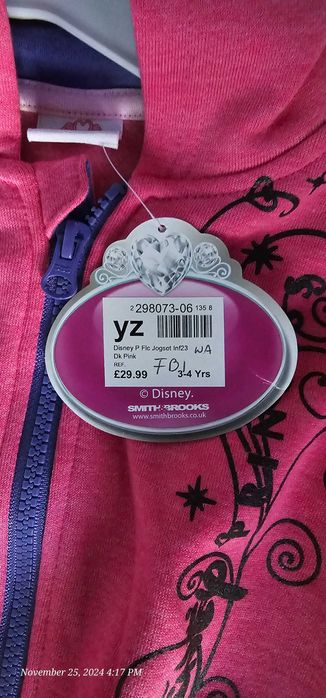 2 298073-06 135 8
yz
Disney P Flc Jogset Inf23 WA
Dk Pink
REF. FB1
£29.99 3-4 Yrs
© Disney.
SMITH&BROOKS
www.smithbrooks.co.uk
November 25, 2024 4:17 PM